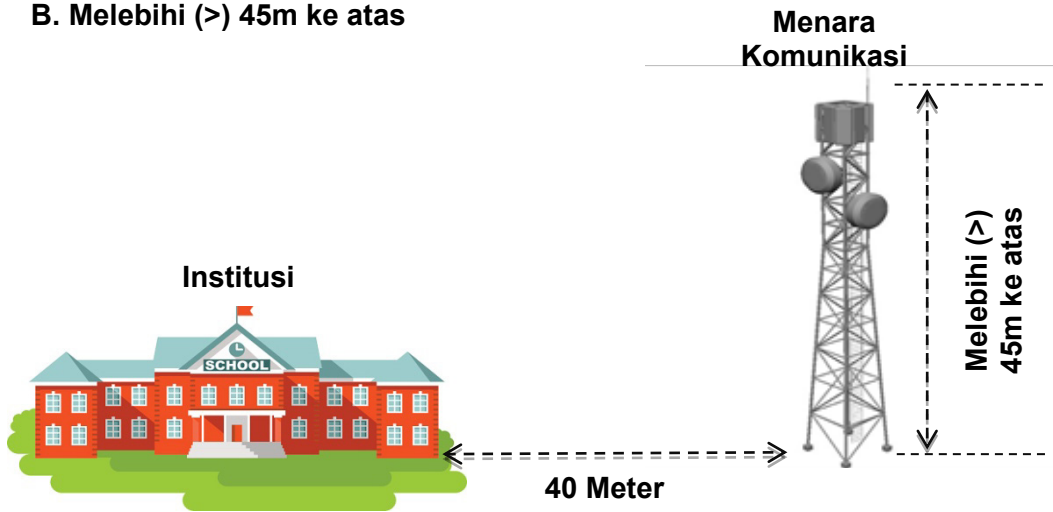 B. Melebihi (>) 45m ke atas
Menara
Komunikasi
Institusi
SCHOOL
Melebihi (>)
45m ke atas
40 Meter